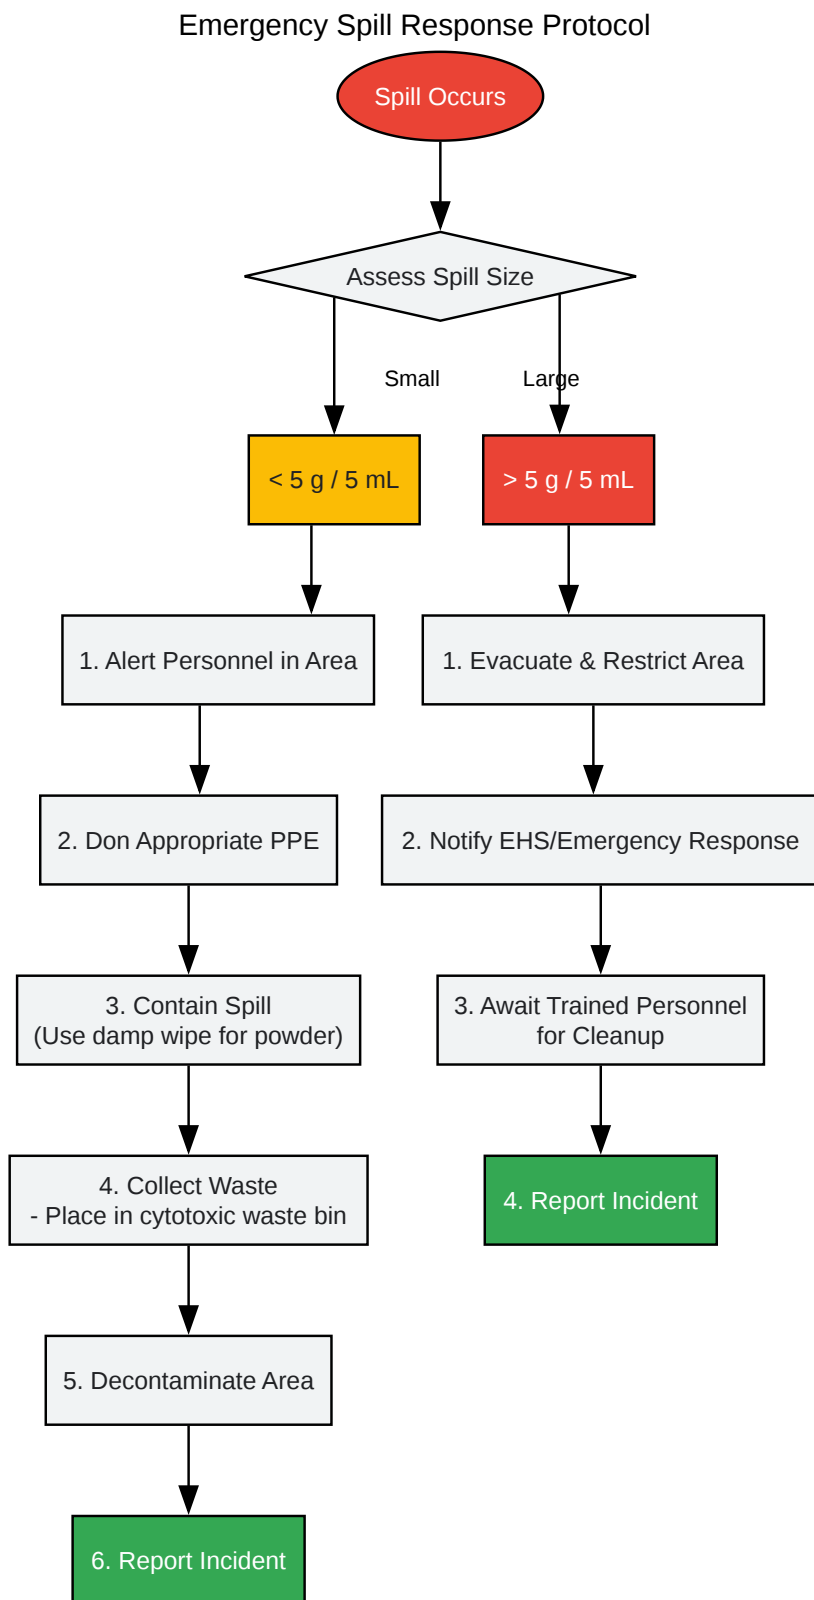 Emergency Spill Response Protocol
Spill Occurs
Assess Spill Size
Small
Large
< 5 g / 5 mL
> 5 g / 5 mL
1. Alert Personnel in Area
1. Evacuate & Restrict Area
2. Don Appropriate PPE
2. Notify EHS/Emergency Response
3. Contain Spill
(Use damp wipe for powder)
3. Await Trained Personnel
for Cleanup
4. Collect Waste
- Place in cytotoxic waste bin
4. Report Incident
5. Decontaminate Area
6. Report Incident